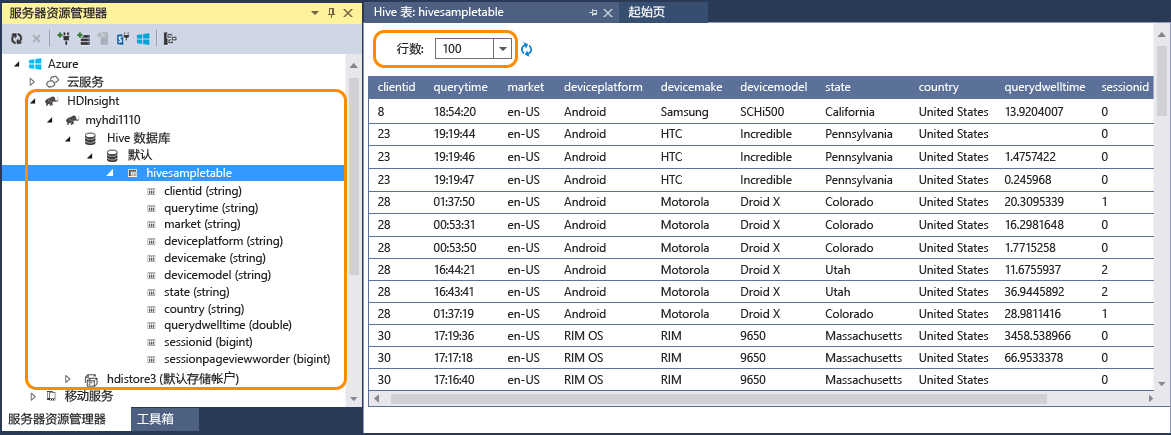 服务器资源管理器
Azure
云服务
HDInsight
myhdi1110
Hive 数据库
默认
hivesampletable
clientid (string)
querytime (string)
market (string)
deviceplatform (string)
devicemake (string)
devicemodel (string)
state (string)
country (string)
querydwelltime (double)
sessionid (bigint)
sessionpageviewworder (bigint)
hdistore3 (默认存储帐户)
移动服务
服务器资源管理器 工具箱
Hive 表: hivesampletable 起始页
行数: 100
clientid querytime market deviceplatform devicemake devicemodel state country querydwelltime sessionid
8 18:54:20 en-US Android Samsung SCHi500 California United States 13.9204007 0
23 19:19:44 en-US Android HTC Incredible Pennsylvania United States 0
23 19:19:46 en-US Android HTC Incredible Pennsylvania United States 1.4757422 0
23 19:19:47 en-US Android HTC Incredible Pennsylvania United States 0.245968 0
28 01:37:50 en-US Android Motorola Droid X Colorado United States 20.3095339 1
28 00:53:31 en-US Android Motorola Droid X Colorado United States 16.2981648 0
28 00:53:50 en-US Android Motorola Droid X Colorado United States 1.7715258 0
28 16:44:21 en-US Android Motorola Droid X Utah United States 11.6755937 2
28 16:43:41 en-US Android Motorola Droid X Utah United States 36.9445892 2
28 01:37:19 en-US Android Motorola Droid X Colorado United States 28.9811416 1
30 17:19:36 en-US RIM OS RIM 9650 Massachusetts United States 3458.538966 0
30 17:17:18 en-US RIM OS RIM 9650 Massachusetts United States 66.9533378 0
30 17:16:40 en-US RIM OS RIM 9650 Massachusetts United States 0